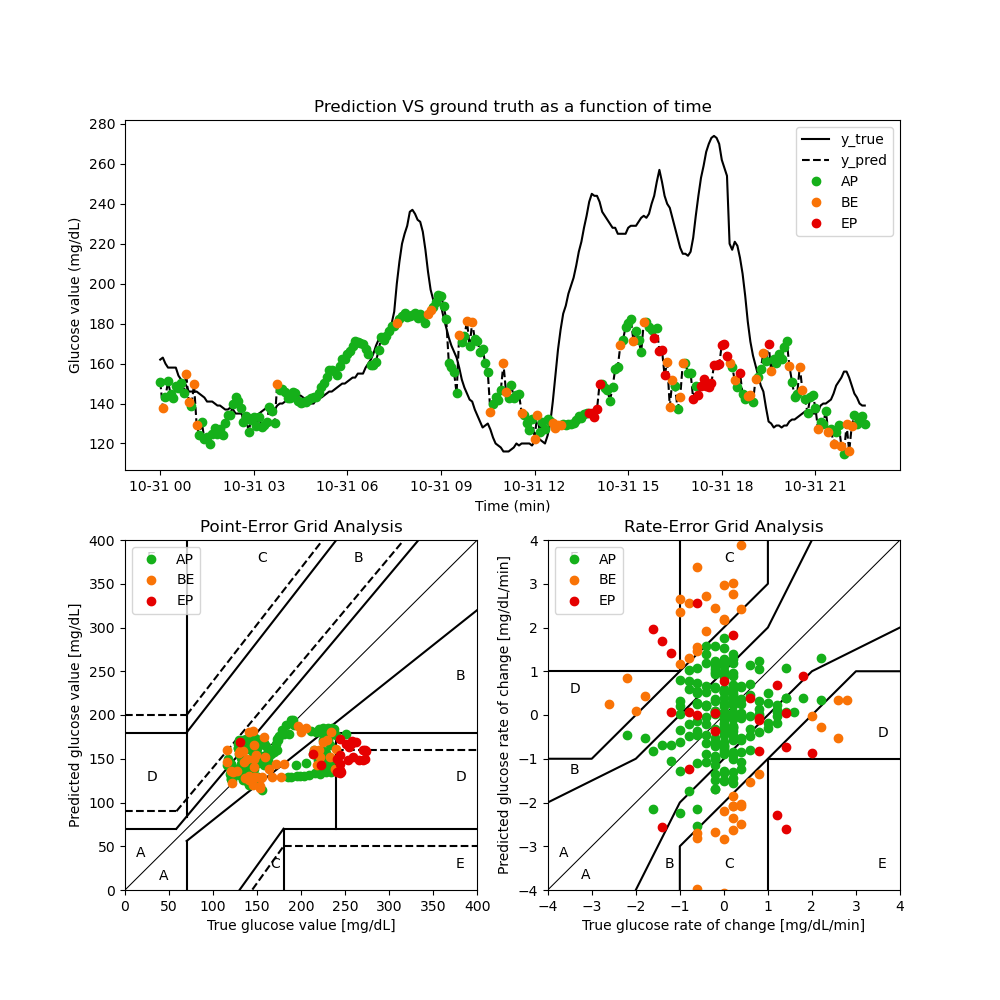 Prediction VS ground truth as a function of time
Glucose value (mg/dL)
280
260
240
220
200
180
160
140
120
y_true
y_pred
AP
BE
EP
10-31 00
10-31 03
10-31 06
10-31 09
10-31 12
10-31 15
10-31 18
10-31 21
Time (min)
Point-Error Grid Analysis
Predicted glucose value [mg/dL]
400
350
300
250
200
150
100
50
0
AP
BE
EP
C
B
B
D
D
A
A
C
E
0
50
100
150
200
250
300
350
400
True glucose value [mg/dL]
Rate-Error Grid Analysis
Predicted glucose rate of change [mg/dL/min]
4
3
2
1
0
−1
−2
−3
−4
AP
BE
EP
C
D
D
B
A
A
B
C
E
−4
−3
−2
−1
0
1
2
3
4
True glucose rate of change [mg/dL/min]